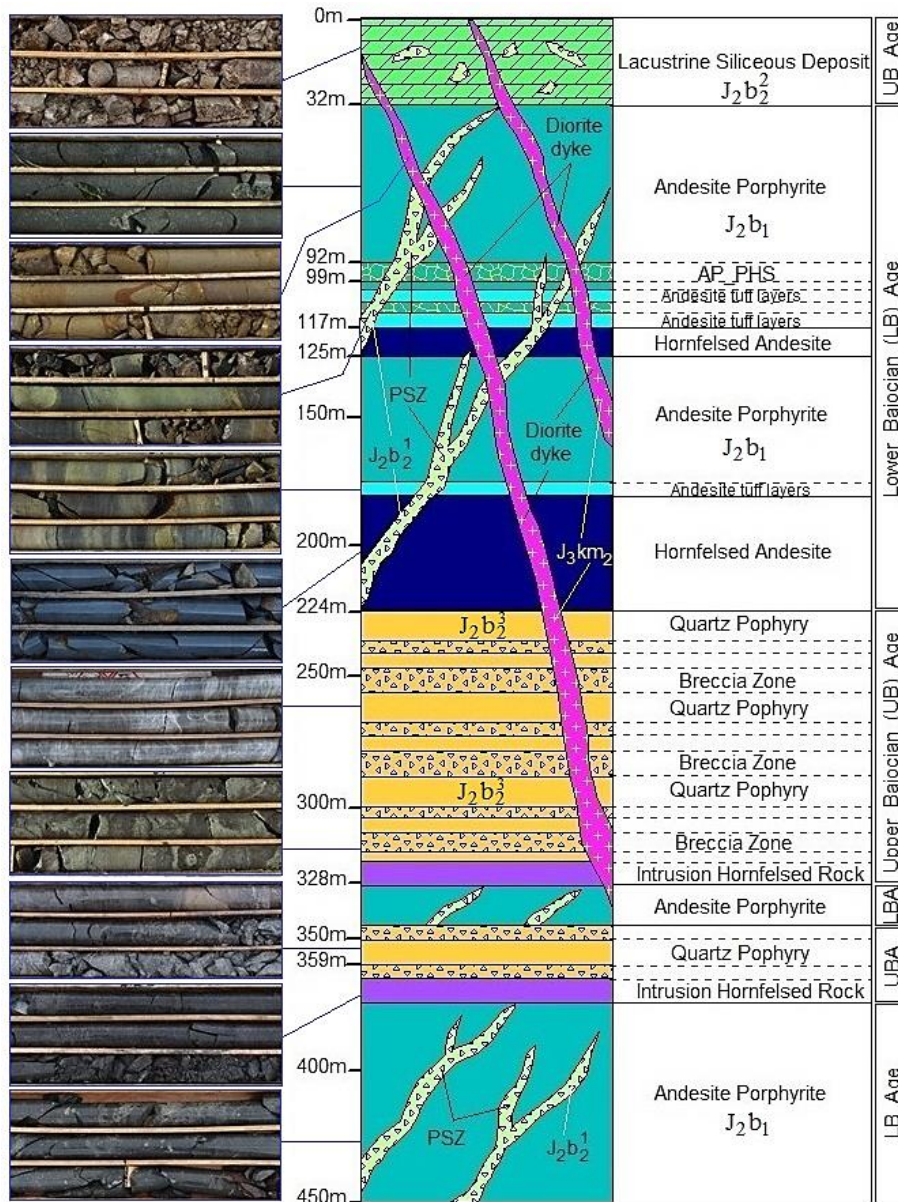 0m
32m
92m
99m
117m
125m
150m
200m
224m
250m
300m
328m
350m
359m
400m
450m
Diorite
dyke
PSZ
J₂b₂¹
Diorite
dyke
J₃km₂
J₂b₂³
J₂b₂³
PSZ
J₂b₂¹
Lacustrine Siliceous Deposit
J₂b₂²
Andesite Porphyrite
J₂b₁
AP_PHS
Andesite tuff layers
Andesite tuff layers
Hornfelsed Andesite
Andesite Porphyrite
J₂b₁
Andesite tuff layers
Hornfelsed Andesite
Quartz Pophyry
Breccia Zone
Quartz Pophyry
Breccia Zone
Quartz Pophyry
Breccia Zone
Intrusion Hornfelsed Rock
Andesite Porphyrite
Quartz Pophyry
Intrusion Hornfelsed Rock
Andesite Porphyrite
J₂b₁
UB Age
Lower Baiocian (LB) Age
Upper Baiocian (UB) Age
LBA
UBA
LB Age